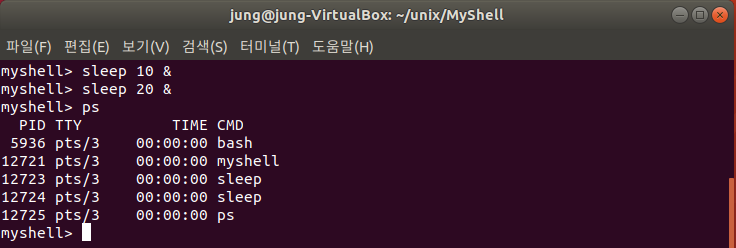 jung@jung-VirtualBox: ~/unix/MyShell
파일(F) 편집(E) 보기(V) 검색(S) 터미널(T) 도움말(H)
myshell> sleep 10 &
myshell> sleep 20 &
myshell> ps
  PID TTY          TIME CMD
 5936 pts/3    00:00:00 bash
12721 pts/3    00:00:00 myshell
12723 pts/3    00:00:00 sleep
12724 pts/3    00:00:00 sleep
12725 pts/3    00:00:00 ps
myshell>